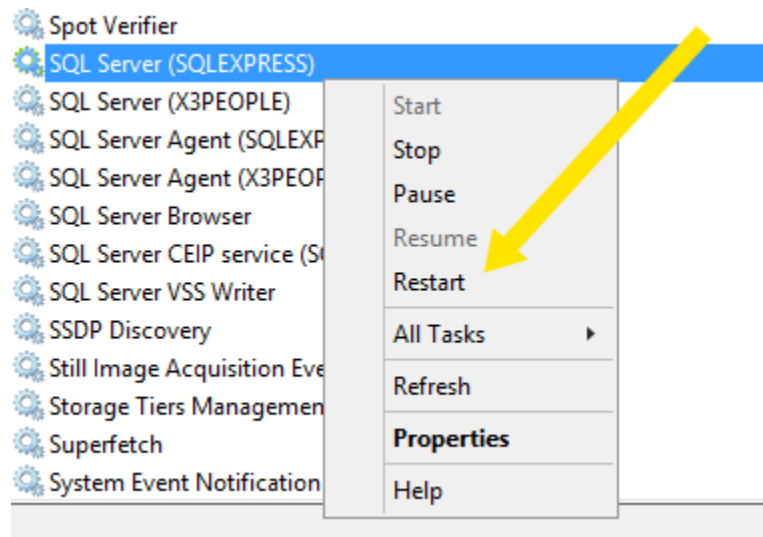 Spot Verifier
SQL Server (SQLEXPRESS)
SQL Server (X3PEOPLE)
SQL Server Agent (SQLEXP
SQL Server Agent (X3PEOP
SQL Server Browser
SQL Server CEIP service (S
SQL Server VSS Writer
SSDP Discovery
Still Image Acquisition Eve
Storage Tiers Managemen
Superfetch
System Event Notification
Start
Stop
Pause
Resume
Restart
All Tasks
Refresh
Properties
Help